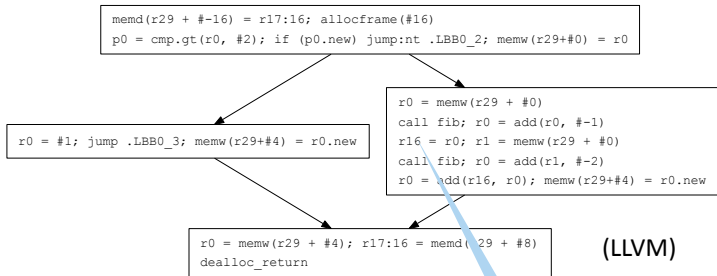 memd(r29 + #-16) = r17:16; allocframe(#16)
p0 = cmp.gt(r0, #2); if (p0.new) jump:nt .LBB0_2; memw(r29+#0) = r0
r0 = #1; jump .LBB0_3; memw(r29+#4) = r0.new
r0 = memw(r29 + #0)
call fib; r0 = add(r0, #-1)
r16 = r0; r1 = memw(r29 + #0)
call fib; r0 = add(r1, #-2)
r0 = add(r16, r0); memw(r29+#4) = r0.new
r0 = memw(r29 + #4); r17:16 = memd(r29 + #8)
dealloc_return
(LLVM)